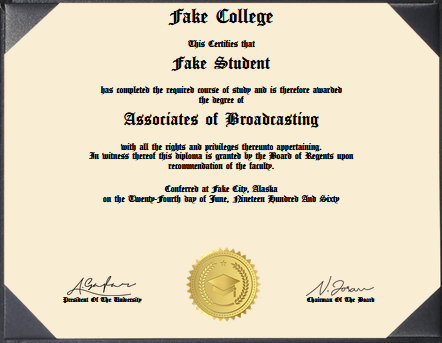 Fake College
This Certifies that
Fake Student
has completed the required course of study and is therefore awarded
the degree of
Associates of Broadcasting
with all the rights and privileges thereunto appertaining.
In witness thereof this diploma is granted by the Board of Regents upon
recommendation of the faculty.
Conferred at Fake City, Alaska
on the Twenty-Fourth day of June, Nineteen Hundred And Sixty
President Of The University
Chairman Of The Board